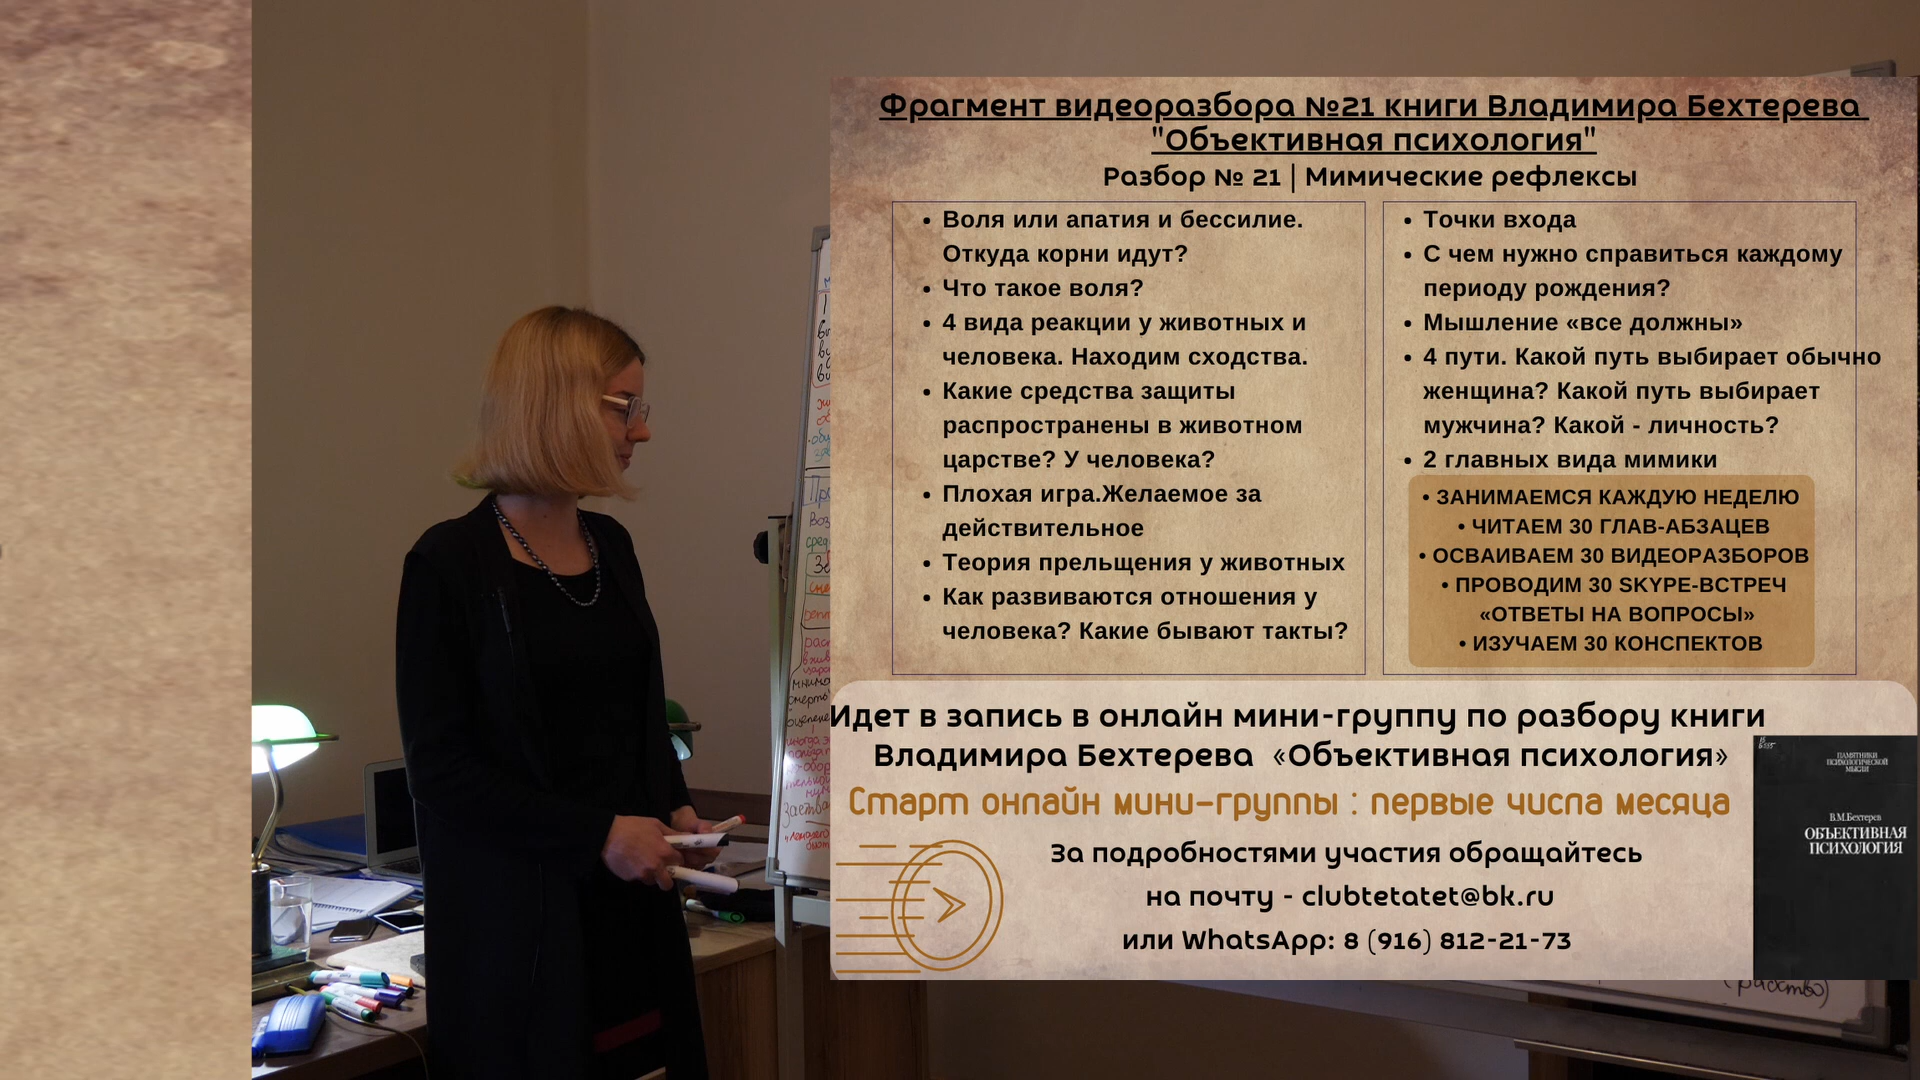 Фрагмент видеоразбора №21 книги Владимира Бехтерева
"Объективная психология"
Разбор № 21 | Мимические рефлексы
• Воля или апатия и бессилие.
Откуда корни идут?
• Что такое воля?
• 4 вида реакции у животных и
человека. Находим сходства.
• Какие средства защиты
распространены в животном
царстве? У человека?
• Плохая игра.Желаемое за
действительное
• Теория прельщения у животных
• Как развиваются отношения у
человека? Какие бывают такты?
• Точки входа
• С чем нужно справиться каждому
периоду рождения?
• Мышление «все должны»
• 4 пути. Какой путь выбирает обычно
женщина? Какой путь выбирает
мужчина? Какой - личность?
• 2 главных вида мимики
• ЗАНИМАЕМСЯ КАЖДУЮ НЕДЕЛЮ
• ЧИТАЕМ 30 ГЛАВ-АБЗАЦЕВ
• ОСВАИВАЕМ 30 ВИДЕОРАЗБОРОВ
• ПРОВОДИМ 30 SKYPE-ВСТРЕЧ
«ОТВЕТЫ НА ВОПРОСЫ»
• ИЗУЧАЕМ 30 КОНСПЕКТОВ
Идет в запись в онлайн мини-группу по разбору книги
Владимира Бехтерева «Объективная психология»
Старт онлайн мини-группы : первые числа месяца
За подробностями участия обращайтесь
на почту - clubtetatet@bk.ru
или WhatsApp: 8 (916) 812-21-73
ПАМЯТНИКИ
ПСИХОЛОГИЧЕСКОЙ
МЫСЛИ
В.М.Бехтерев
ОБЪЕКТИВНАЯ
ПСИХОЛОГИЯ